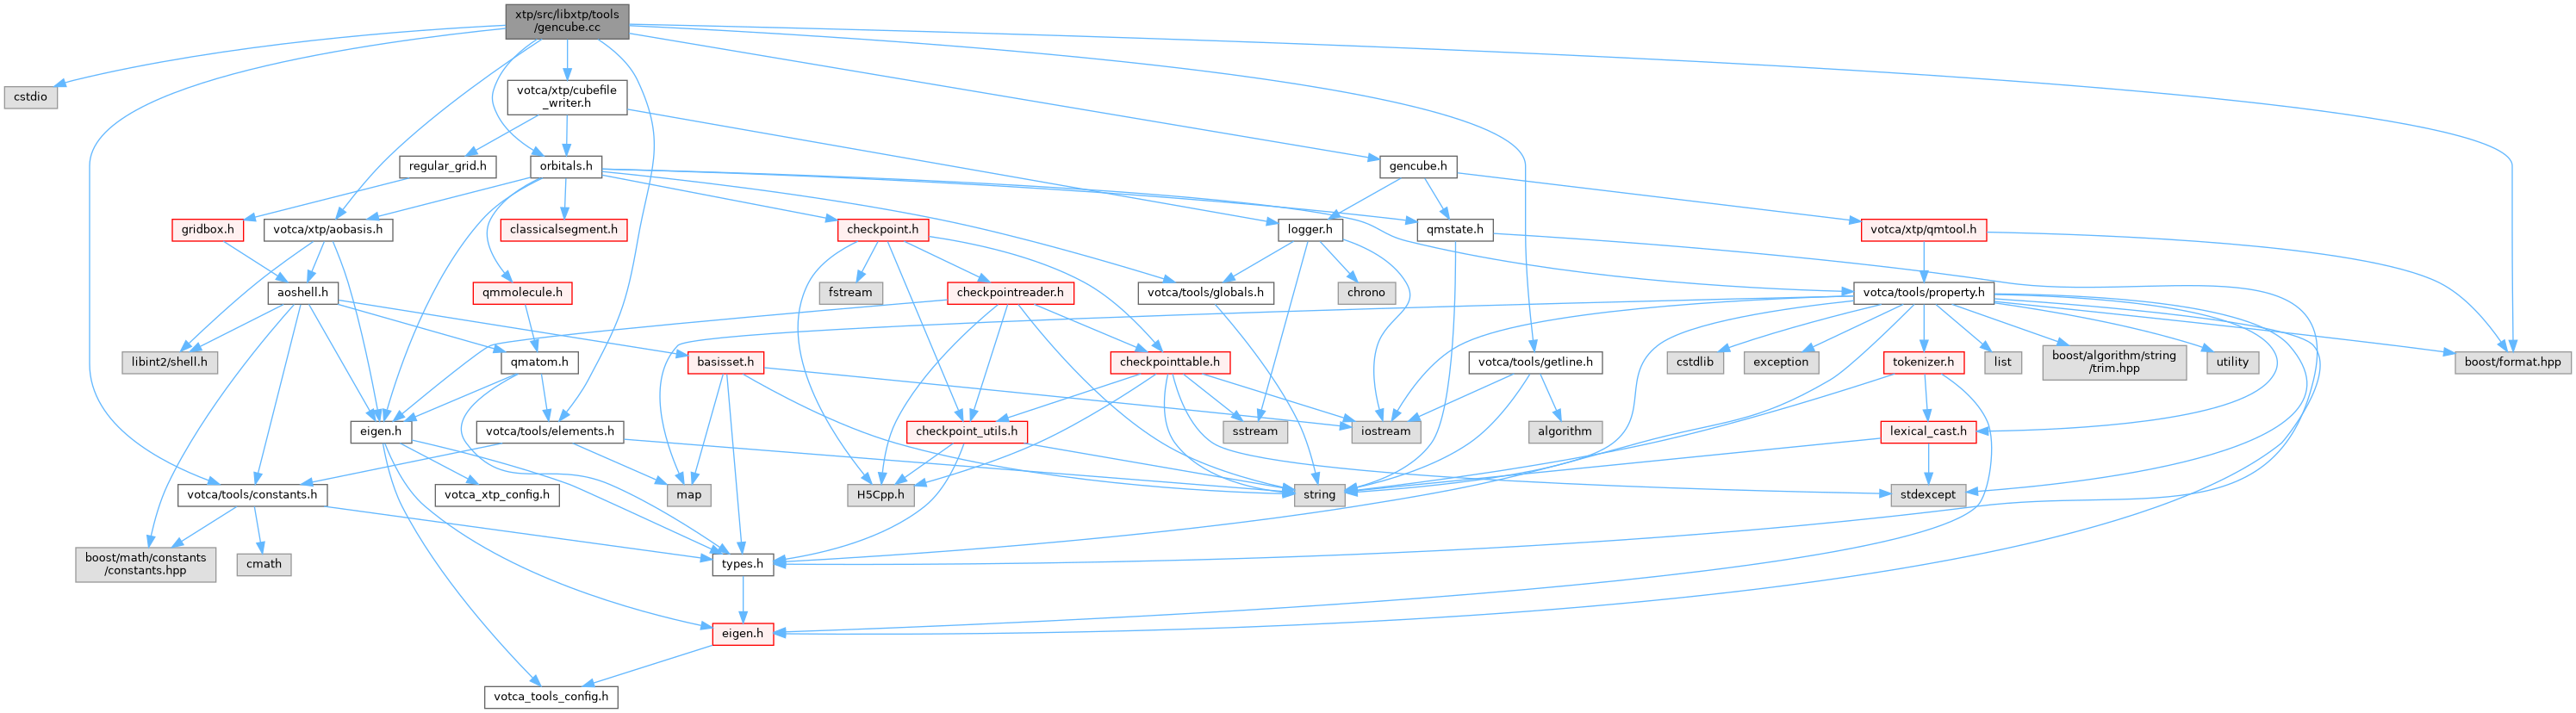 xtp/src/libxtp/tools
/gencube.cc
cstdio
votca/xtp/cubefile
_writer.h
regular_grid.h
orbitals.h
gencube.h
gridbox.h
votca/xtp/aobasis.h
classicalsegment.h
checkpoint.h
logger.h
qmstate.h
votca/xtp/qmtool.h
aoshell.h
qmmolecule.h
fstream
checkpointreader.h
votca/tools/globals.h
chrono
votca/tools/property.h
libint2/shell.h
qmatom.h
basisset.h
checkpointtable.h
votca/tools/getline.h
cstdlib
exception
tokenizer.h
list
boost/algorithm/string
/trim.hpp
utility
boost/format.hpp
eigen.h
votca/tools/elements.h
checkpoint_utils.h
sstream
iostream
algorithm
lexical_cast.h
votca/tools/constants.h
votca_xtp_config.h
map
H5Cpp.h
string
stdexcept
boost/math/constants
/constants.hpp
cmath
types.h
eigen.h
votca_tools_config.h